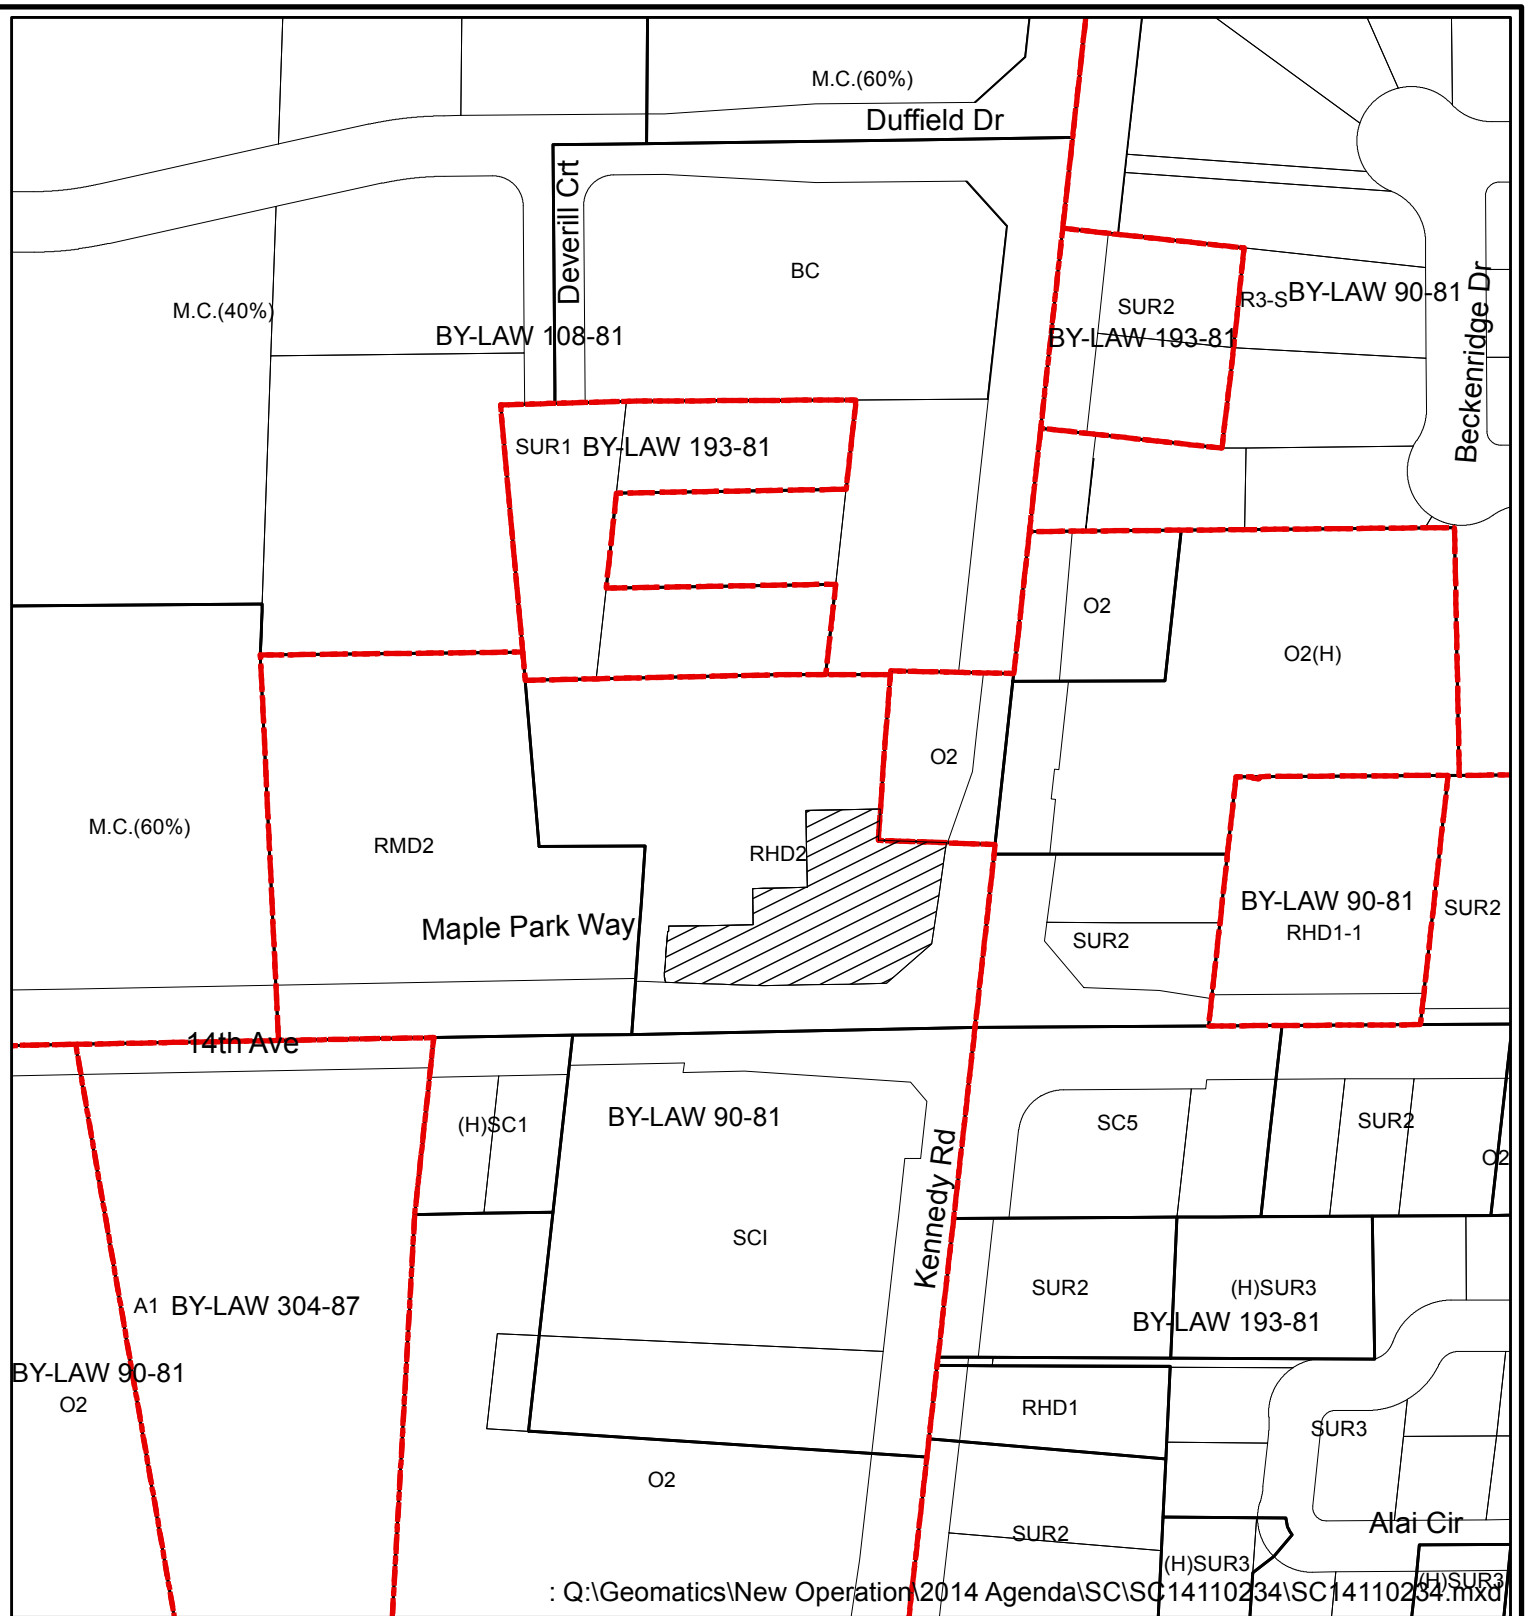 M.C.(60%)
Duffield Dr
Deverill Crt
BC
M.C.(40%)
BY-LAW 108-81
SUR2
BY-LAW 193-81
R3-S
BY-LAW 90-81
Beckenridge Dr
SUR1
BY-LAW 193-81
O2
O2(H)
O2
M.C.(60%)
RMD2
RHD2
Maple Park Way
BY-LAW 90-81
RHD1-1
SUR2
SUR2
14th Ave
(H)SC1
BY-LAW 90-81
SC5
SUR2
O2
Kennedy Rd
SCI
SUR2
(H)SUR3
BY-LAW 193-81
A1
BY-LAW 304-87
BY-LAW 90-81
O2
RHD1
SUR3
O2
SUR2
Alai Cir
(H)SUR3
(H)SUR3
: Q:\Geomatics\New Operation\2014 Agenda\SC\SC14110234\SC14110234.mxd